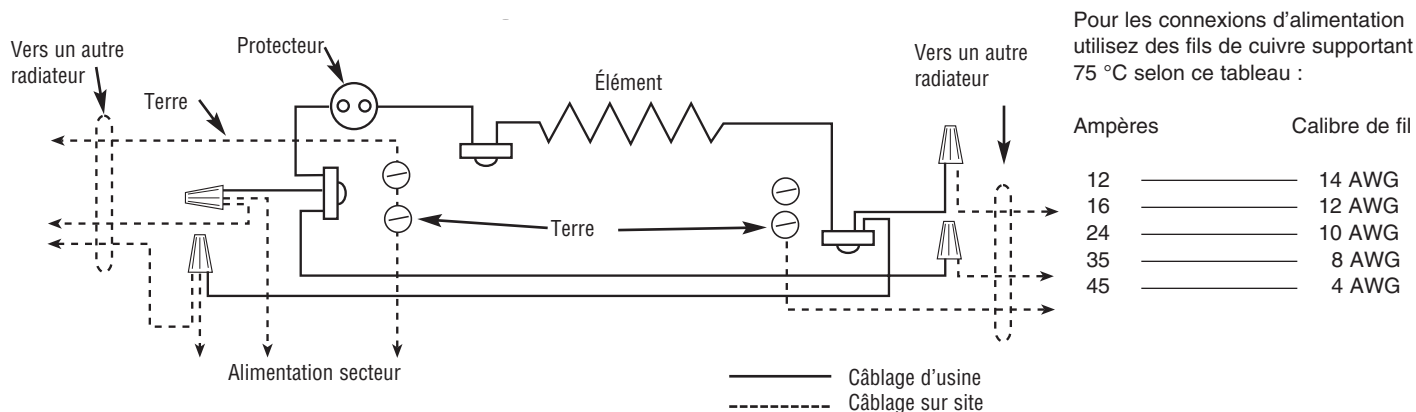 Vers un autre
radiateur
Protecteur
Terre
Élément
Vers un autre
radiateur
Terre
Alimentation secteur
Câblage d'usine
Câblage sur site
Pour les connexions d'alimentation
utilisez des fils de cuivre supportant
75 °C selon ce tableau :
Ampères Calibre de fil
12 14 AWG
16 12 AWG
24 10 AWG
35 8 AWG
45 4 AWG